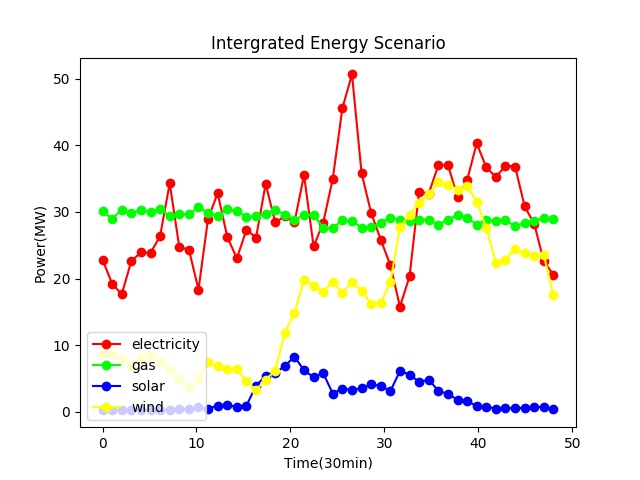 Intergrated Energy Scenario
Power(MW)
50
40
30
20
10
0
electricity
gas
solar
wind
0 10 20 30 40 50
Time(30min)